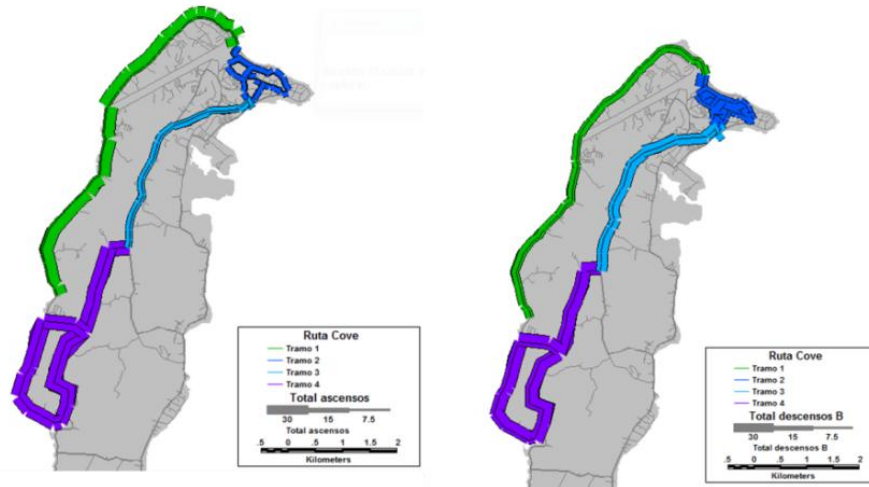 Ruta Cove
Tramo 1
Tramo 2
Tramo 3
Tramo 4
Total ascensos
30 15 7.5
Total ascensos
.5 0 .5 1 1.5 2
Kilometers
Ruta Cove
Tramo 1
Tramo 2
Tramo 3
Tramo 4
Total descensos B
30 15 7.5
Total descensos B
.5 0 .5 1 1.5 2
Kilometers